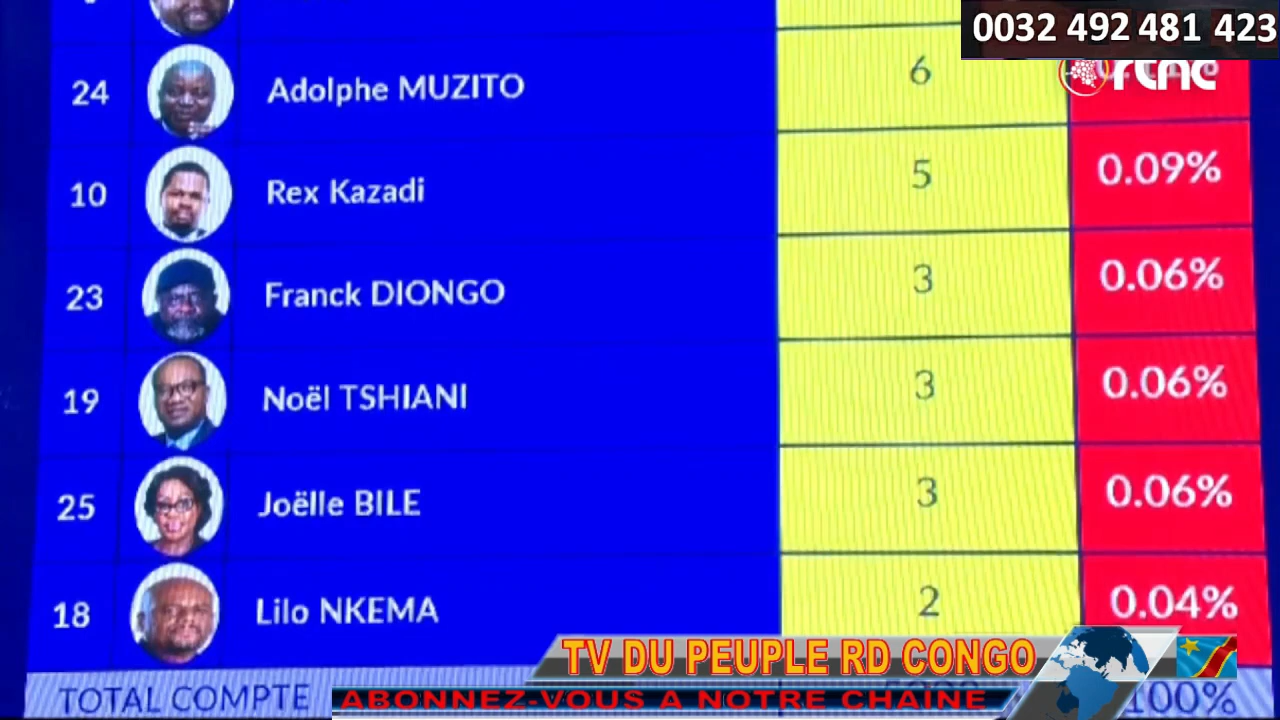 0032 492 481 423
rtnc
24 Adolphe MUZITO 6
10 Rex Kazadi 5 0.09%
23 Franck DIONGO 3 0.06%
19 Noël TSHIANI 3 0.06%
25 Joëlle BILE 3 0.06%
18 Lilo NKEMA 2 0.04%
TOTAL COMPTE 100%
TV DU PEUPLE RD CONGO
ABONNEZ-VOUS A NOTRE CHAINE